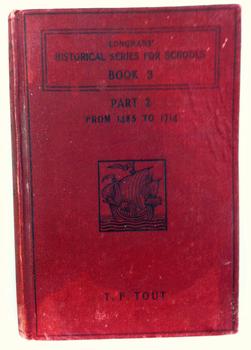 LONGMANS'
HISTORICAL SERIES FOR SCHOOLS
BOOK 3
PART 2
FROM 1485 TO 1714
T. F. TOUT